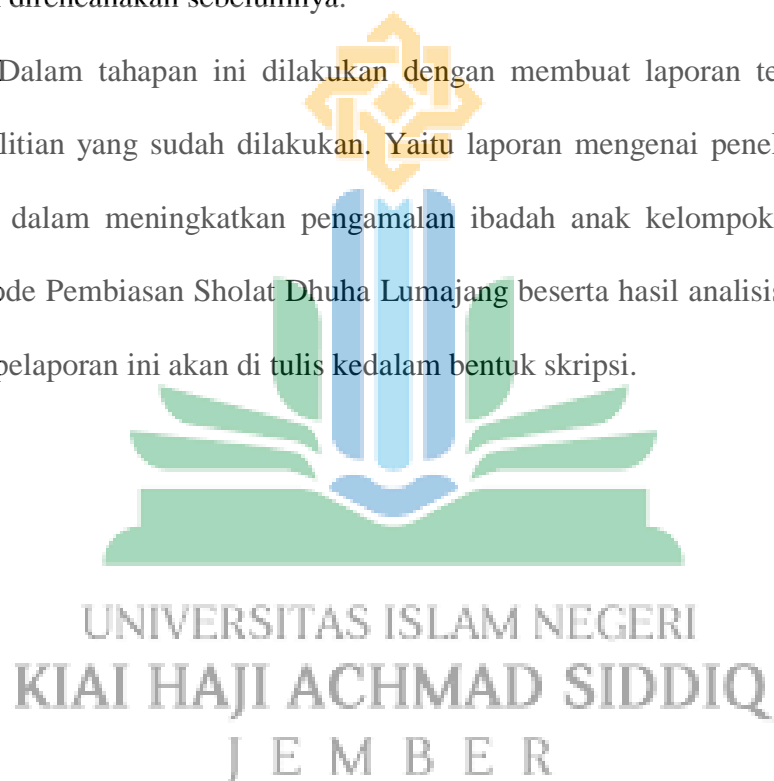 direncanakan sebelumnya.
Dalam tahapan ini dilakukan dengan membuat laporan te
litian yang sudah dilakukan. Yaitu laporan mengenai penel
dalam meningkatkan pengamalan ibadah anak kelompok
ode Pembiasan Sholat Dhuha Lumajang beserta hasil analisis
pelaporan ini akan di tulis kedalam bentuk skripsi.
UNIVERSITAS ISLAM NEGERI
KIAI HAJI ACHMAD SIDDIQ
JEMBER